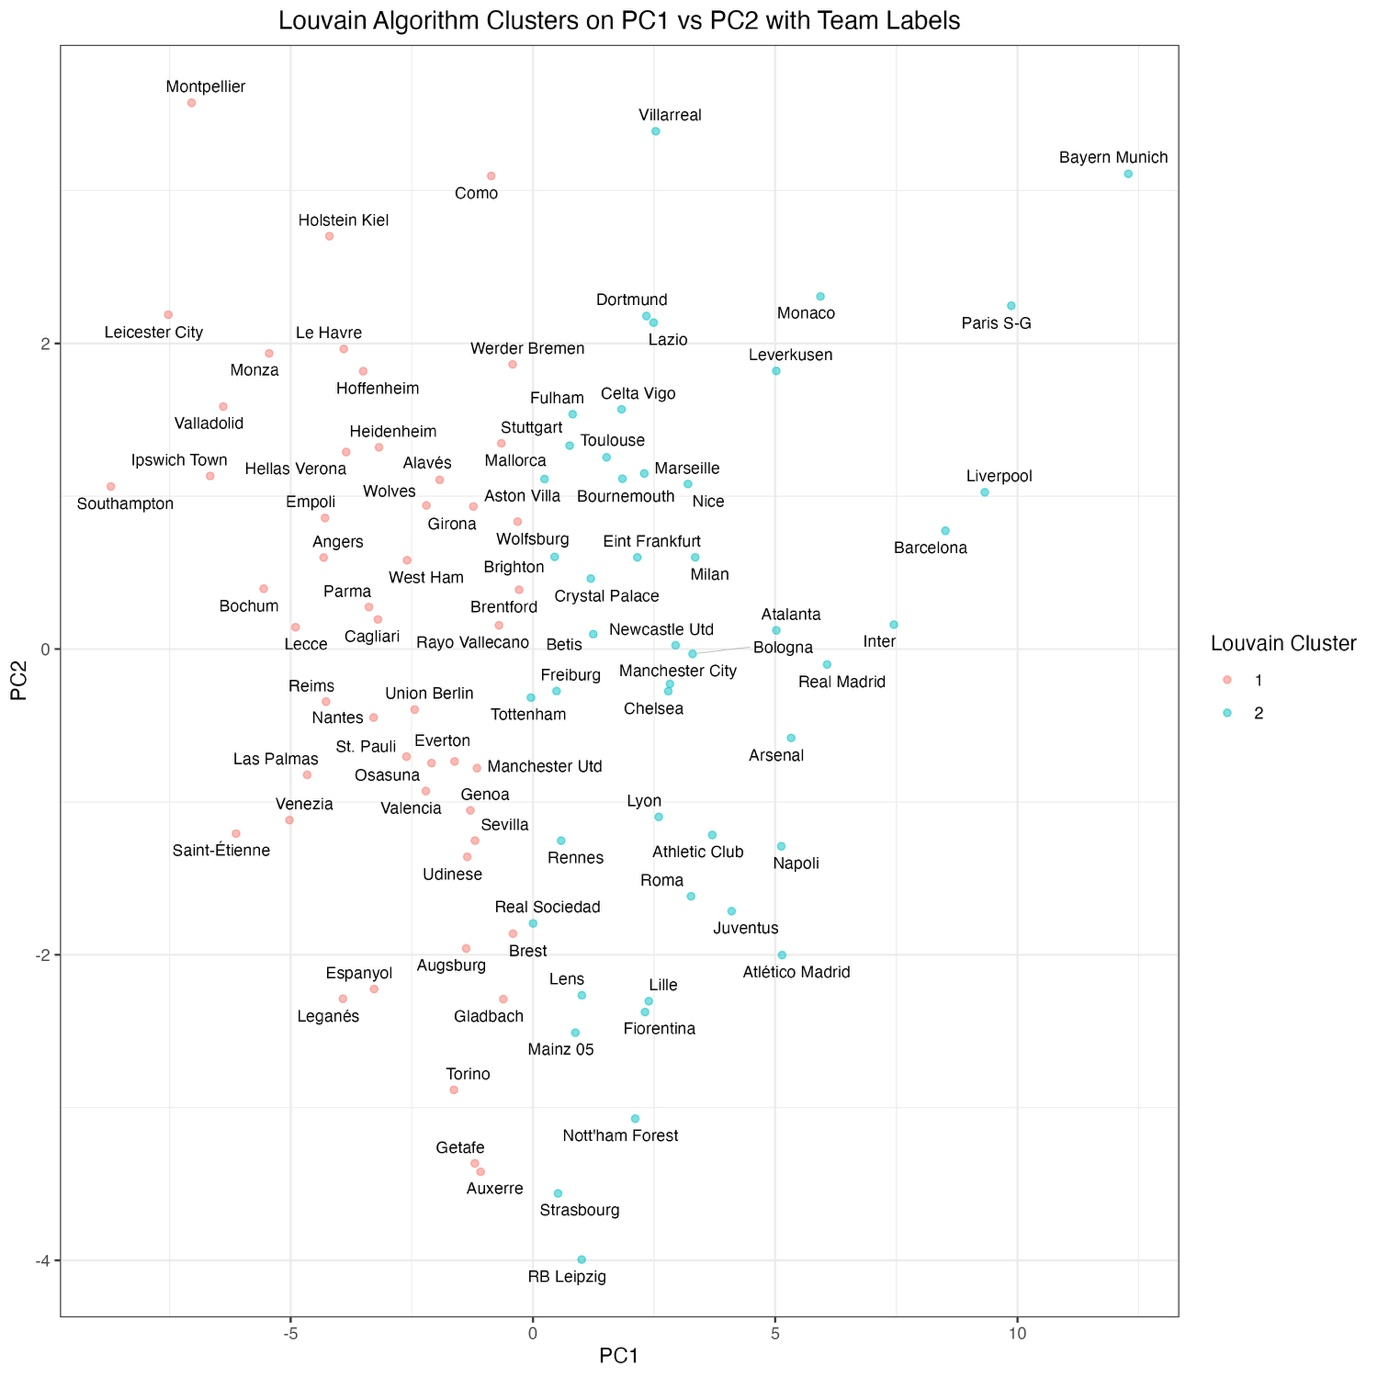 Louvain Algorithm Clusters on PC1 vs PC2 with Team Labels
Montpellier
Villarreal
Bayern Munich
Como
Holstein Kiel
Dortmund
Monaco
Paris S-G
Leicester City
Le Havre
Lazio
2
Werder Bremen
Leverkusen
Monza
Hoffenheim
Fulham
Celta Vigo
Valladolid
Stuttgart
Heidenheim
Toulouse
Ipswich Town
Hellas Verona
Alavés
Mallorca
Marseille
Liverpool
Wolves
Aston Villa
Bournemouth
Nice
Southampton
Empoli
Girona
Angers
Wolfsburg
Eint Frankfurt
Barcelona
Brighton
West Ham
Milan
Parma
Crystal Palace
Bochum
Brentford
Atalanta
Cagliari
Newcastle Utd
Lecce
Rayo Vallecano
Betis
Bologna
Inter
0
Manchester City
Freiburg
Real Madrid
Reims
Union Berlin
Nantes
Tottenham
Chelsea
St. Pauli
Everton
Las Palmas
Arsenal
Osasuna
Manchester Utd
Genoa
Venezia
Valencia
Lyon
Sevilla
Saint-Étienne
Rennes
Athletic Club
Napoli
Udinese
Roma
Real Sociedad
Juventus
Brest
-2
Augsburg
Espanyol
Atlético Madrid
Lens
Lille
Leganés
Gladbach
Fiorentina
Mainz 05
Torino
Nott'ham Forest
Getafe
Auxerre
Strasbourg
-4
RB Leipzig
-5
0
5
10
PC1
PC2
Louvain Cluster
1
2